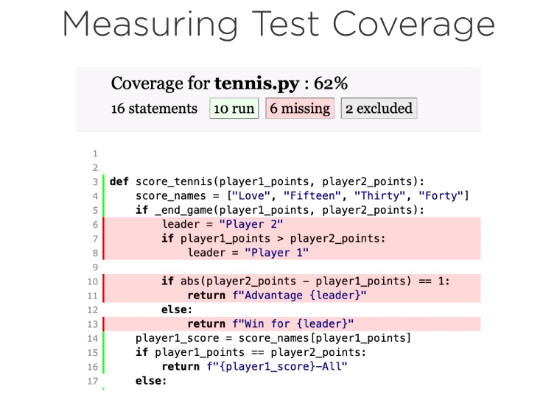 Measuring Test Coverage
Coverage for tennis.py : 62%
16 statements 10 run 6 missing 2 excluded
1
2
3 def score_tennis(player1_points, player2_points):
4     score_names = ["Love", "Fifteen", "Thirty", "Forty"]
5     if _end_game(player1_points, player2_points):
6         leader = "Player 2"
7         if player1_points > player2_points:
8             leader = "Player 1"
9
10         if abs(player2_points - player1_points) == 1:
11             return f"Advantage {leader}"
12         else:
13             return f"Win for {leader}"
14     player1_score = score_names[player1_points]
15     if player1_points == player2_points:
16         return f"{player1_score}-All"
17     else: